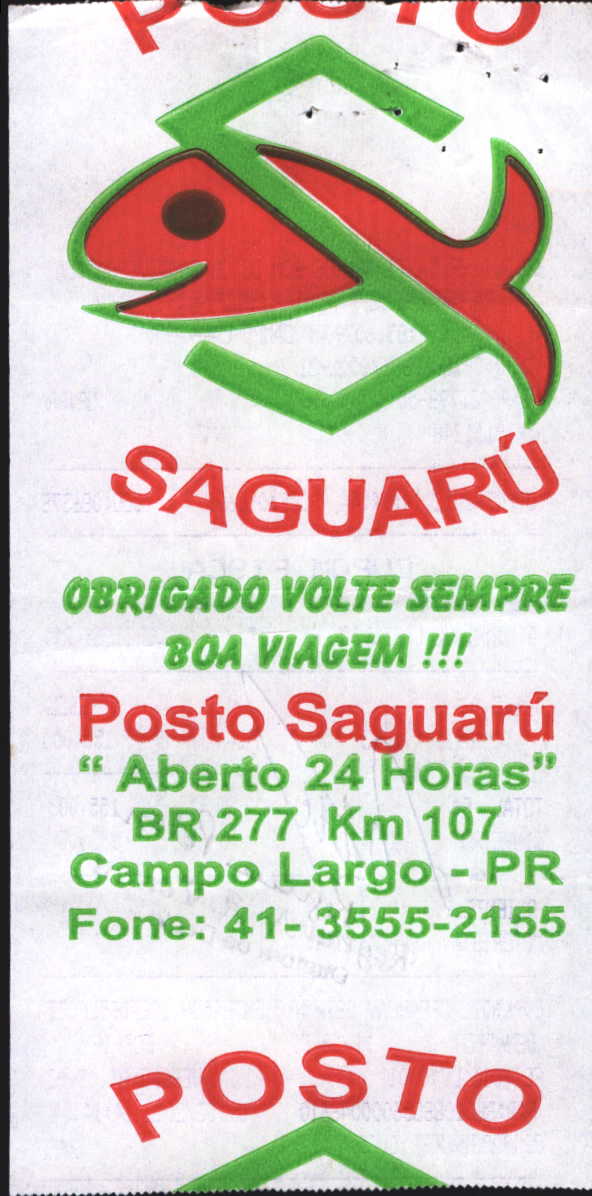 POSTO
SAGUARÚ
OBRIGADO VOLTE SEMPRE
BOA VIAGEM !!!
Posto Saguarú
“ Aberto 24 Horas”
BR 277 Km 107
Campo Largo - PR
Fone: 41- 3555-2155
POSTO